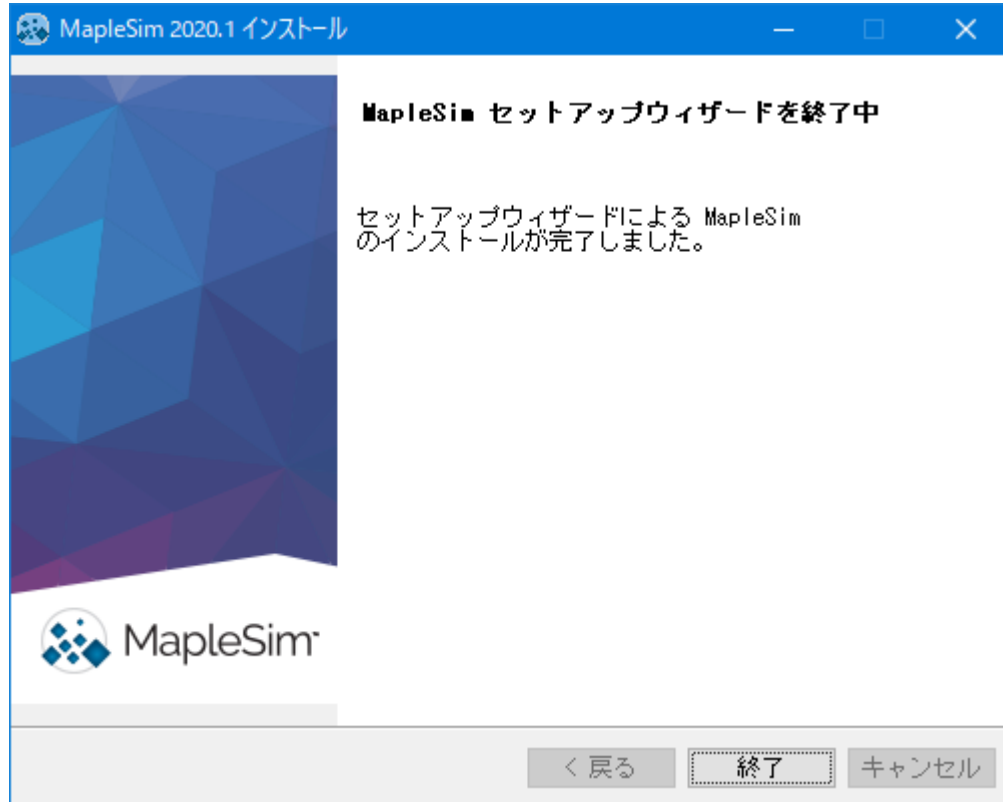 MapleSim 2020.1 インストール
MapleSim セットアップウィザードを終了中
セットアップウィザードによる MapleSim
のインストールが完了しました。
MapleSim™
< 戻る
終了
キャンセル